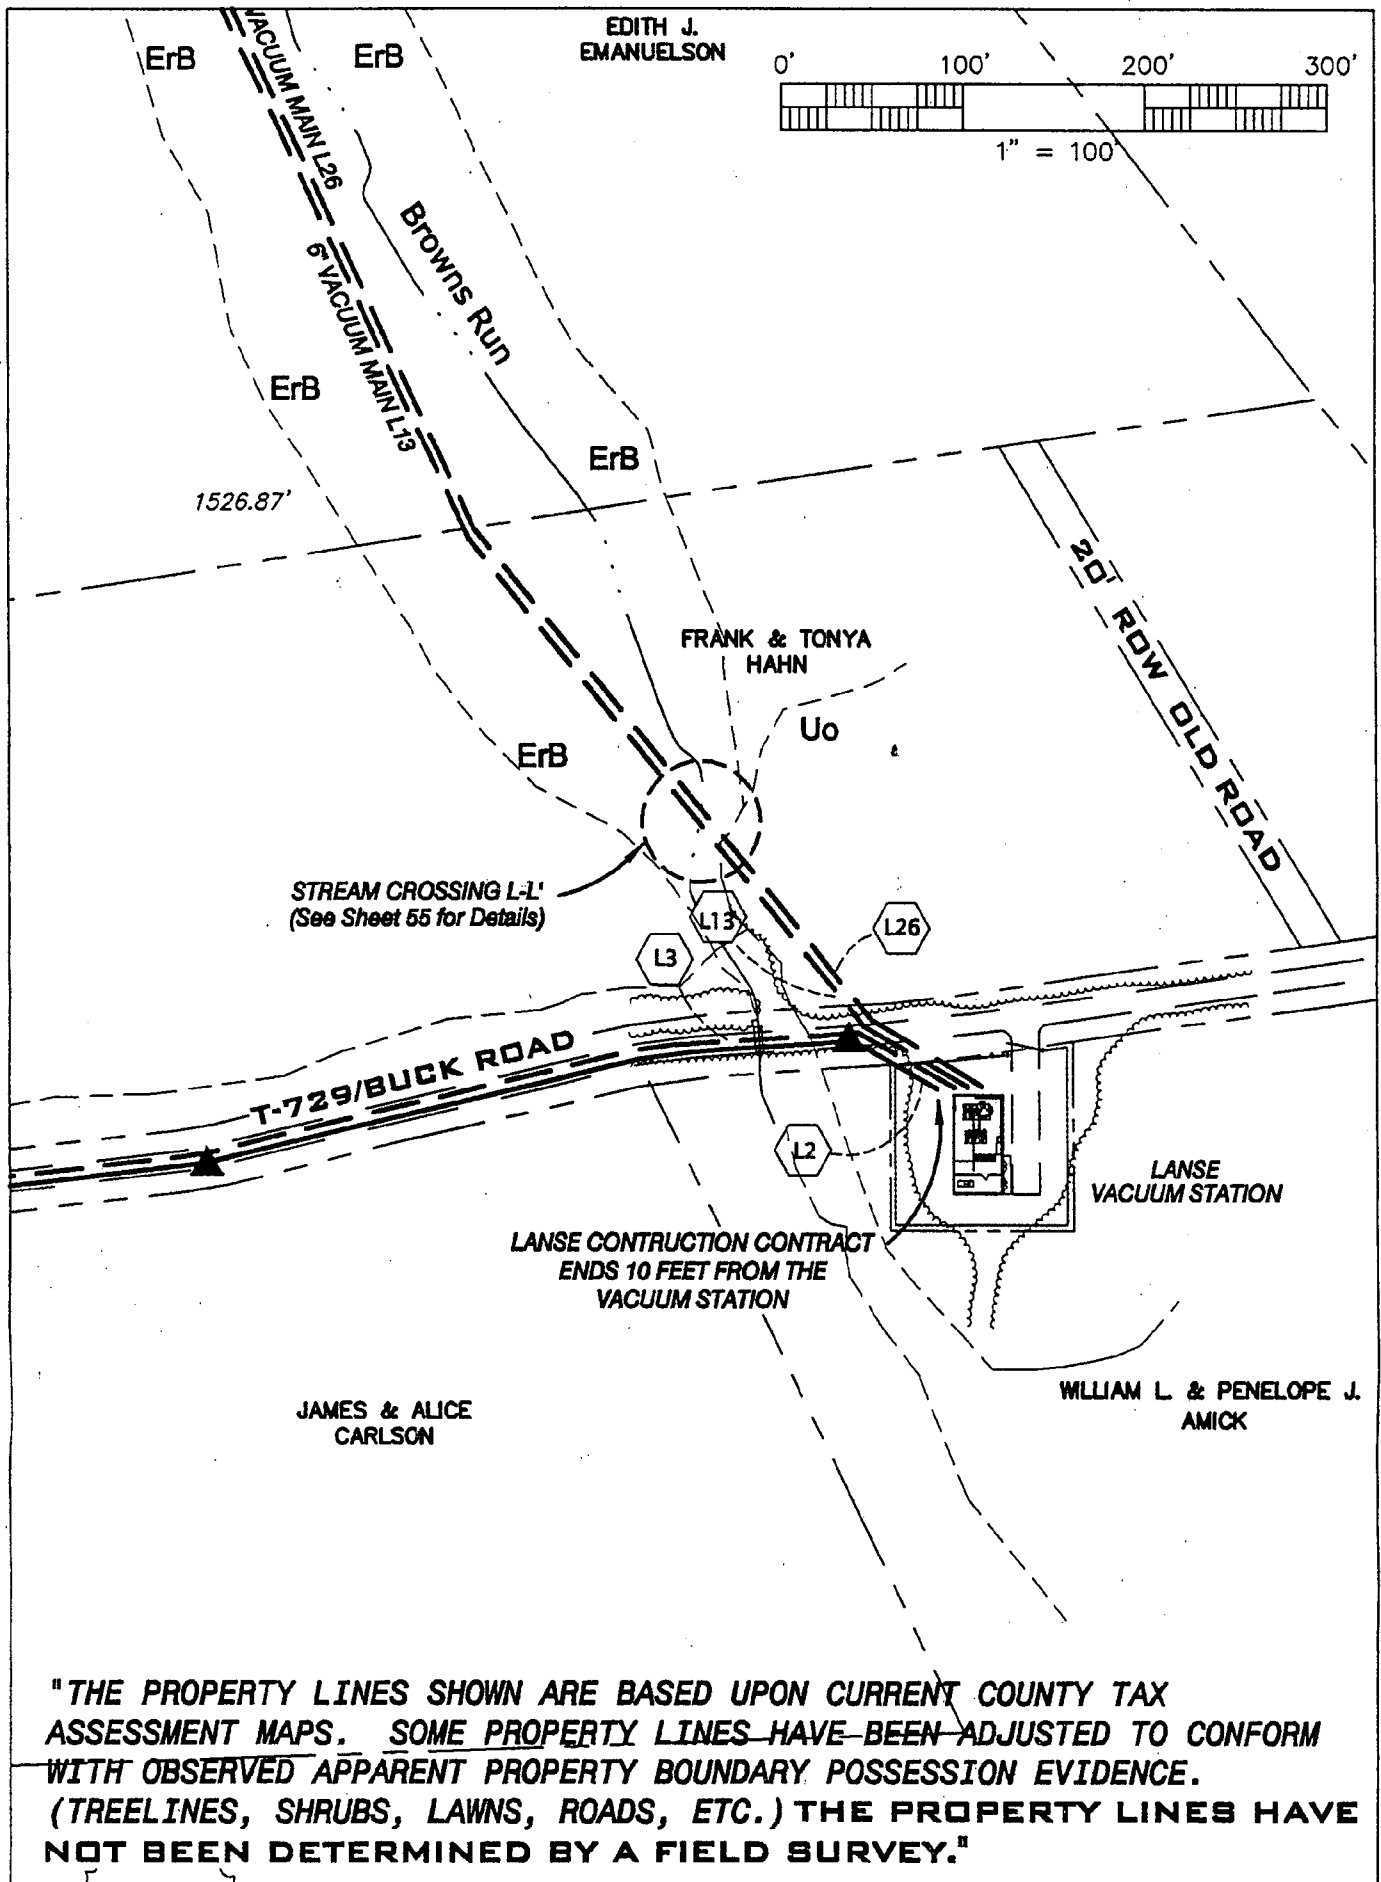 EDITH J.
EMANUELSON
ErB
ErB
0' 100' 200' 300'
1" = 100'
VACUUM MAIN L26
6" VACUUM MAIN L13
Browns Run
ErB
ErB
1526.87'
20' ROW OLD ROAD
FRANK & TONYA
HAHN
Uo
ErB
STREAM CROSSING L-L'
(See Sheet 55 for Details)
L13
L26
L3
T-729/BUCK ROAD
L2
LANSE
VACUUM STATION
LANSE CONTRUCTION CONTRACT
ENDS 10 FEET FROM THE
VACUUM STATION
JAMES & ALICE
CARLSON
WILLIAM L. & PENELOPE J.
AMICK
"THE PROPERTY LINES SHOWN ARE BASED UPON CURRENT COUNTY TAX
ASSESSMENT MAPS. SOME PROPERTY LINES HAVE BEEN ADJUSTED TO CONFORM
WITH OBSERVED APPARENT PROPERTY BOUNDARY POSSESSION EVIDENCE.
(TREELINES, SHRUBS, LAWNS, ROADS, ETC.) THE PROPERTY LINES HAVE
NOT BEEN DETERMINED BY A FIELD SURVEY."